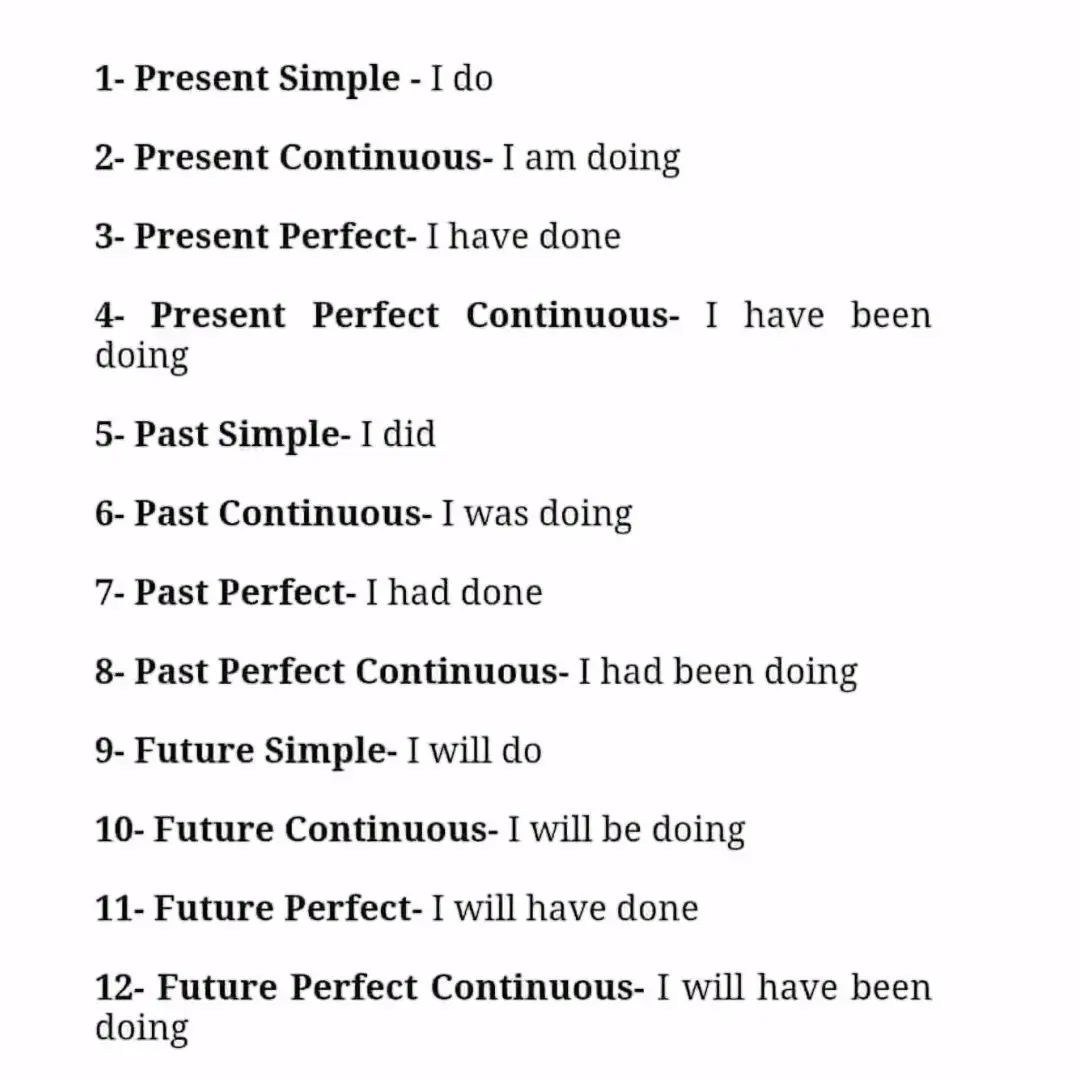 1- Present Simple - I do
2- Present Continuous- I am doing
3- Present Perfect- I have done
4- Present Perfect Continuous- I have been
doing
5- Past Simple- I did
6- Past Continuous- I was doing
7- Past Perfect- I had done
8- Past Perfect Continuous- I had been doing
9- Future Simple- I will do
10- Future Continuous- I will be doing
11- Future Perfect- I will have done
12- Future Perfect Continuous- I will have been
doing